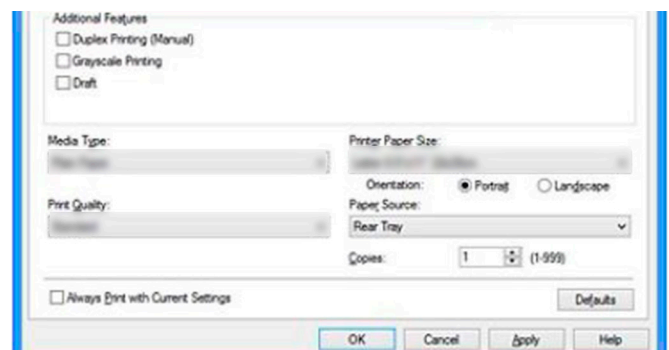 Additional Features
Duplex Printing (Manual)
Grayscale Printing
Draft
Media Type:
Printer Paper Size:
Orientation: Portrait Landscape
Print Quality:
Paper Source:
Rear Tray
Copies: 1 (1-999)
Always Print with Current Settings
Defaults
OK Cancel Apply Help